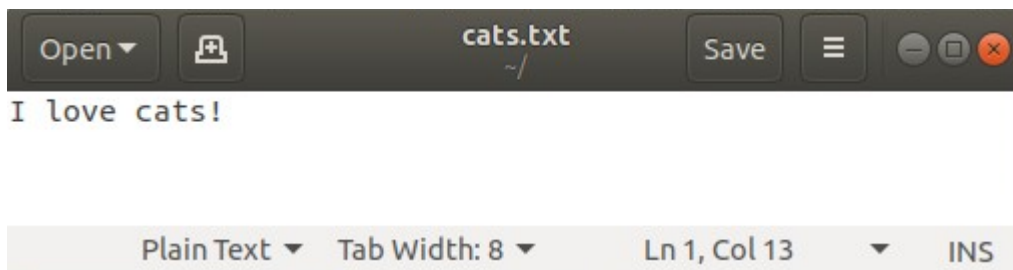 Open cats.txt Save
~/
I love cats!
Plain Text Tab Width: 8 Ln 1, Col 13 INS